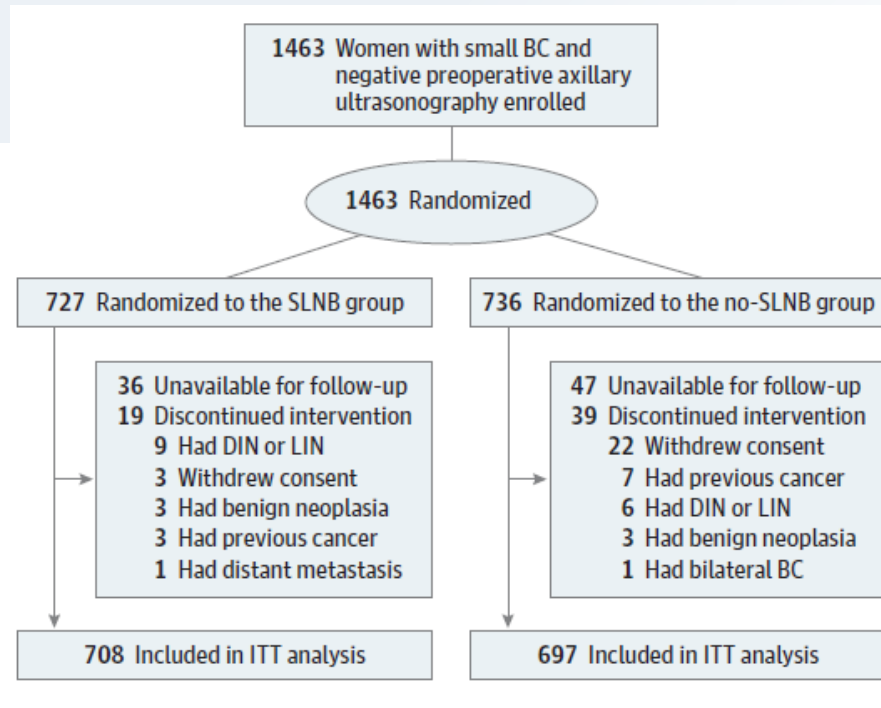 1463 Women with small BC and
negative preoperative axillary
ultrasonography enrolled
1463 Randomized
727 Randomized to the SLNB group
36 Unavailable for follow-up
19 Discontinued intervention
9 Had DIN or LIN
3 Withdrew consent
3 Had benign neoplasia
3 Had previous cancer
1 Had distant metastasis
708 Included in ITT analysis
736 Randomized to the no-SLNB group
47 Unavailable for follow-up
39 Discontinued intervention
22 Withdrew consent
7 Had previous cancer
6 Had DIN or LIN
3 Had benign neoplasia
1 Had bilateral BC
697 Included in ITT analysis